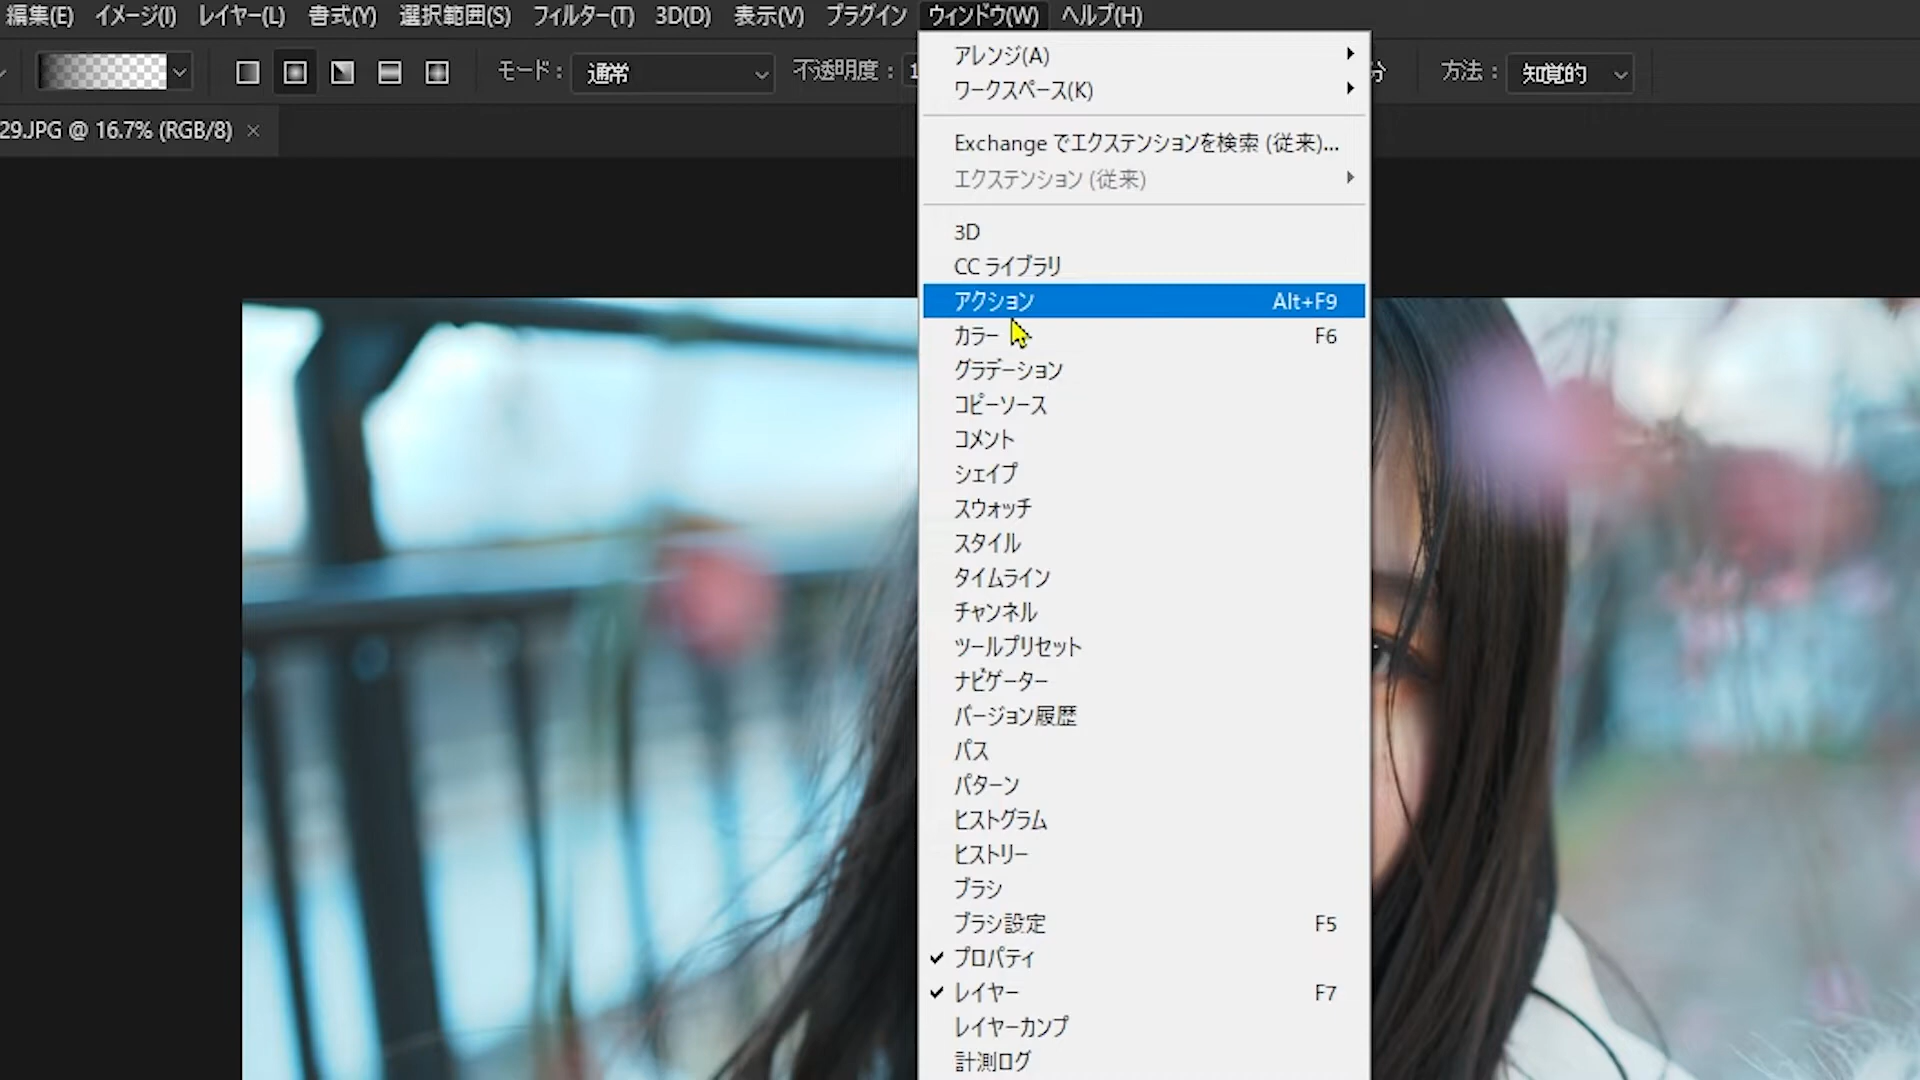 編集(E) イメージ(I) レイヤー(L) 書式(Y) 選択範囲(S) フィルター(T) 3D(D) 表示(V) プラグイン ウィンドウ(W) ヘルプ(H)
モード： 通常 不透明度： 方法： 知覚的
29.JPG @ 16.7% (RGB/8) ×
アレンジ(A)
ワークスペース(K)
Exchange でエクステンションを検索 (従来)...
エクステンション (従来)
3D
CC ライブラリ
アクション Alt+F9
カラー F6
グラデーション
コピーソース
コメント
シェイプ
スウォッチ
スタイル
タイムライン
チャンネル
ツールプリセット
ナビゲーター
バージョン履歴
パス
パターン
ヒストグラム
ヒストリー
ブラシ
ブラシ設定 F5
プロパティ
レイヤー F7
レイヤーカンプ
計測ログ